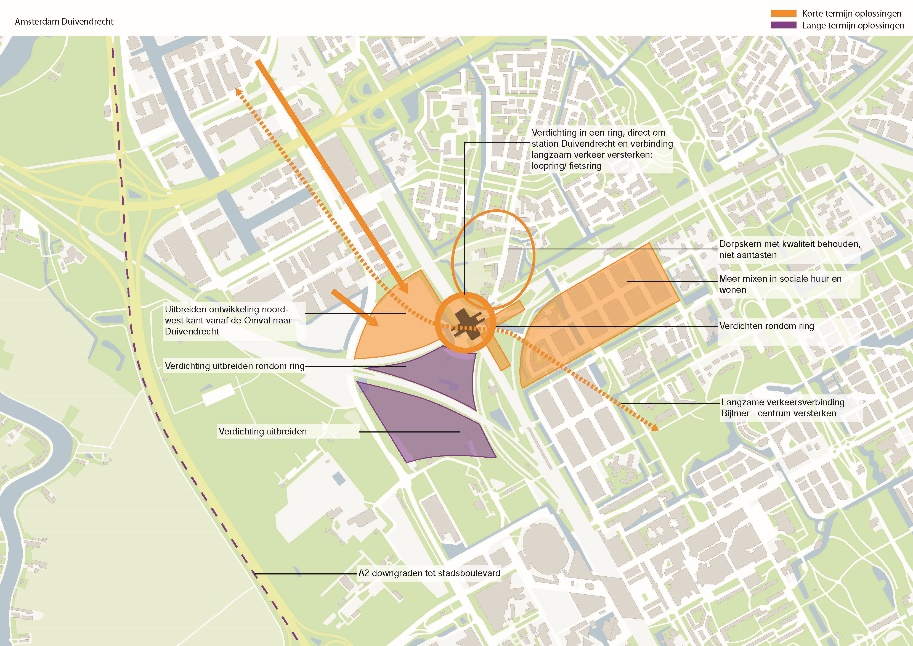 Amsterdam Duivendrecht
Korte termijn oplossingen
Lange termijn oplossingen
Verdichting in een ring, direct om
station Duivendrecht en verbinding
langzaam verkeer versterken:
loopring/ fietsring
Dorpskern met kwaliteit behouden,
niet aantasten
Meer mixen in sociale huur en
wonen
Uitbreiden ontwikkeling noord-
west kant vanaf de Omval naar
Duivendrecht
Verdichten rondom ring
Verdichting uitbreiden rondom ring
Langzame verkeersverbinding
Bijlmer - centrum versterken
Verdichting uitbreiden
A2 downgraden tot stadsboulevard